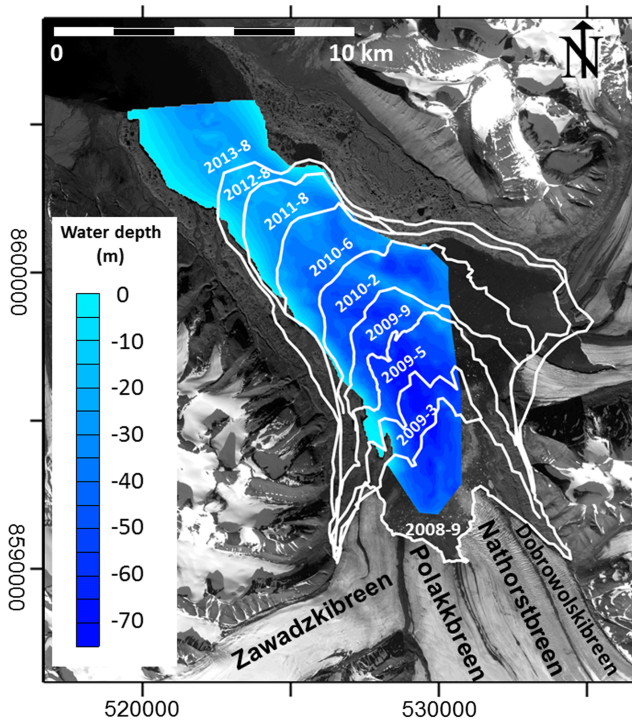 0
10 km
N
2013-8
2012-8
2011-8
2010-6
2010-2
2009-9
2009-5
2009-3
2008-9
Water depth
(m)
0
-10
-20
-30
-40
-50
-60
-70
8600000
8590000
Zawadzkibreen
Polakkbreen
Nathorstbreen
Dobrowolskibreen
520000
530000